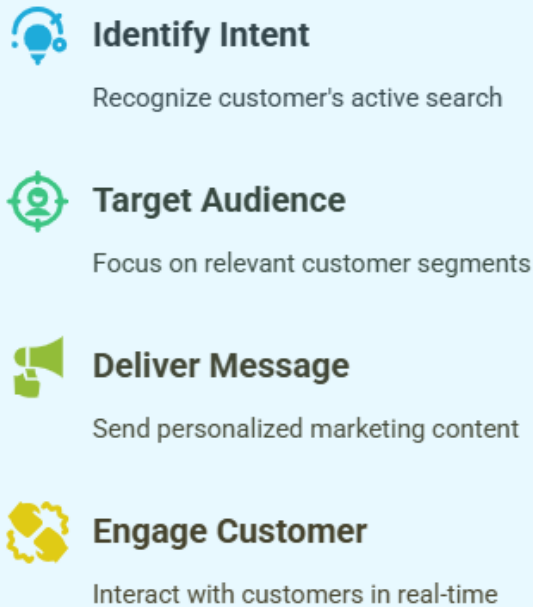 Identify Intent
Recognize customer's active search
Target Audience
Focus on relevant customer segments
Deliver Message
Send personalized marketing content
Engage Customer
Interact with customers in real-time